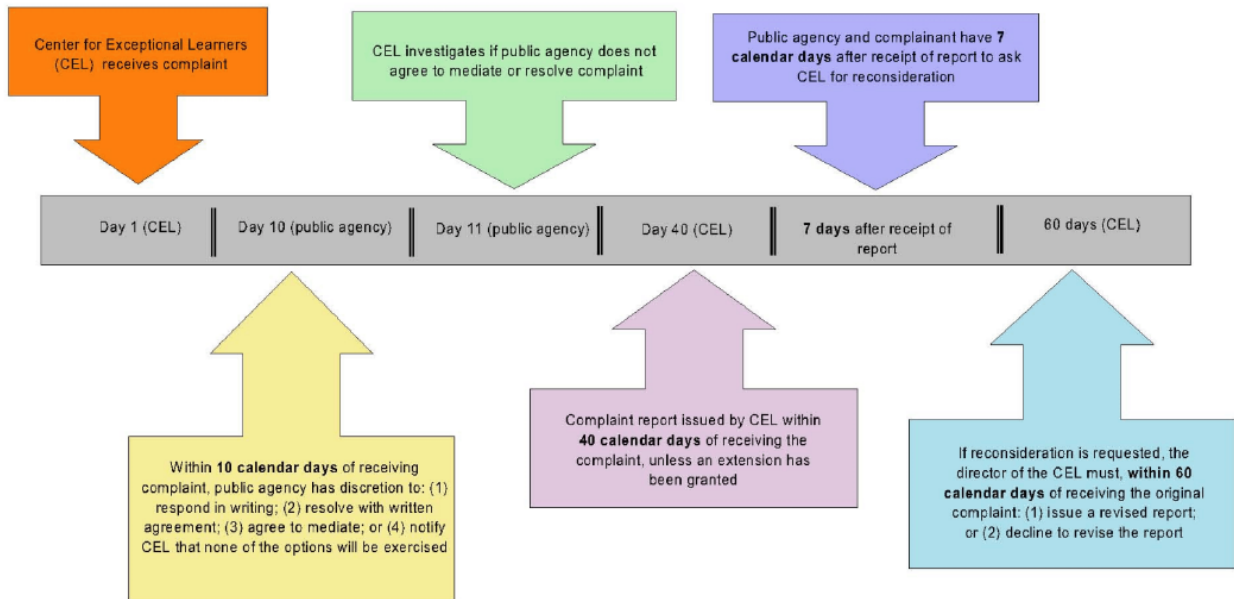 Center for Exceptional Learners
(CEL) receives complaint
CEL investigates if public agency does not
agree to mediate or resolve complaint
Public agency and complainant have 7
calendar days after receipt of report to ask
CEL for reconsideration
Day 1 (CEL)
Day 10 (public agency)
Day 11 (public agency)
Day 40 (CEL)
7 days after receipt of
report
60 days (CEL)
Within 10 calendar days of receiving
complaint, public agency has discretion to: (1)
respond in writing; (2) resolve with written
agreement; (3) agree to mediate; or (4) notify
CEL that none of the options will be exercised
Complaint report issued by CEL within
40 calendar days of receiving the
complaint, unless an extension has
been granted
If reconsideration is requested, the
director of the CEL must, within 60
calendar days of receiving the original
complaint: (1) issue a revised report;
or (2) decline to revise the report